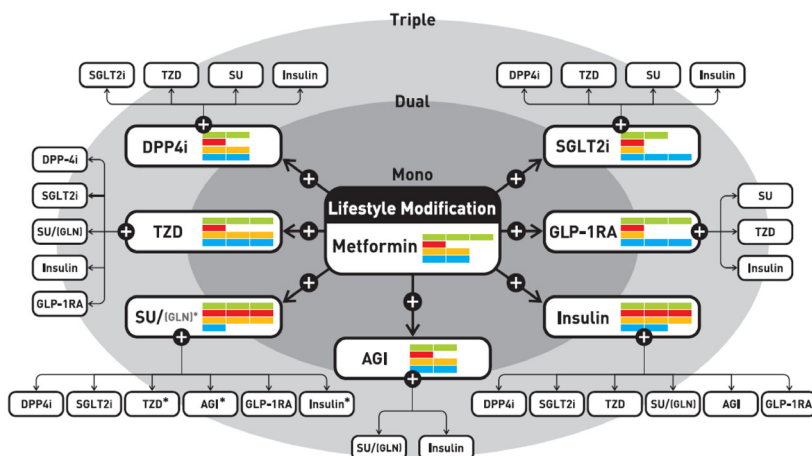 Triple
SGLT2i TZD SU Insulin
DPP4i TZD SU Insulin
Dual
DPP4i
SGLT2i
Mono
DPP-4i
SGLT2i
SU/(GLN)
Insulin
GLP-1RA
TZD
Lifestyle Modification
Metformin
GLP-1RA
SU
TZD
Insulin
SU/(GLN)*
AGI
Insulin
DPP4i SGLT2i TZD* AGI* GLP-1RA Insulin*
SU/(GLN) Insulin
DPP4i SGLT2i TZD SU/(GLN) AGI GLP-1RA